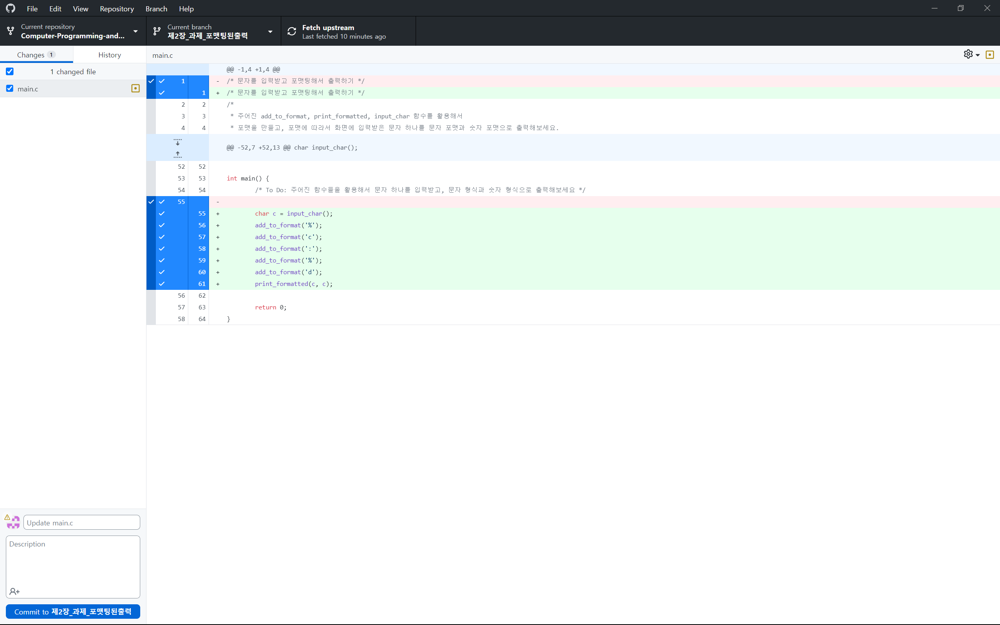 File Edit View Repository Branch Help
Current repository
Computer-Programming-and...
Current branch
제2장_과제_포맷팅된출력
Fetch upstream
Last fetched 10 minutes ago
Changes 1 History
main.c
1 changed file
main.c
@@ -1,4 +1,4 @@
1 - /* 문자를 입력받고 포맷팅해서 출력하기 */
1 + /* 문자를 입력받고 포맷팅해서 출력하기 */
2 2 /*
3 3 * 주어진 add_to_format, print_formatted, input_char 함수를 활용해서
4 4 * 포맷을 만들고, 포맷에 따라서 화면에 입력받은 문자 하나를 문자 포맷과 숫자 포맷으로 출력해보세요.
@@ -52,7 +52,13 @@ char input_char();
52 52
53 53 int main() {
54 54 /* To Do: 주어진 함수들을 활용해서 문자 하나를 입력받고, 문자 형식과 숫자 형식으로 출력해보세요 */
55 -
55 + char c = input_char();
56 + add_to_format('%');
57 + add_to_format('c');
58 + add_to_format(':');
59 + add_to_format('%');
60 + add_to_format('d');
61 + print_formatted(c, c);
56 62
57 63 return 0;
58 64 }
Update main.c
Description
Commit to 제2장_과제_포맷팅된출력